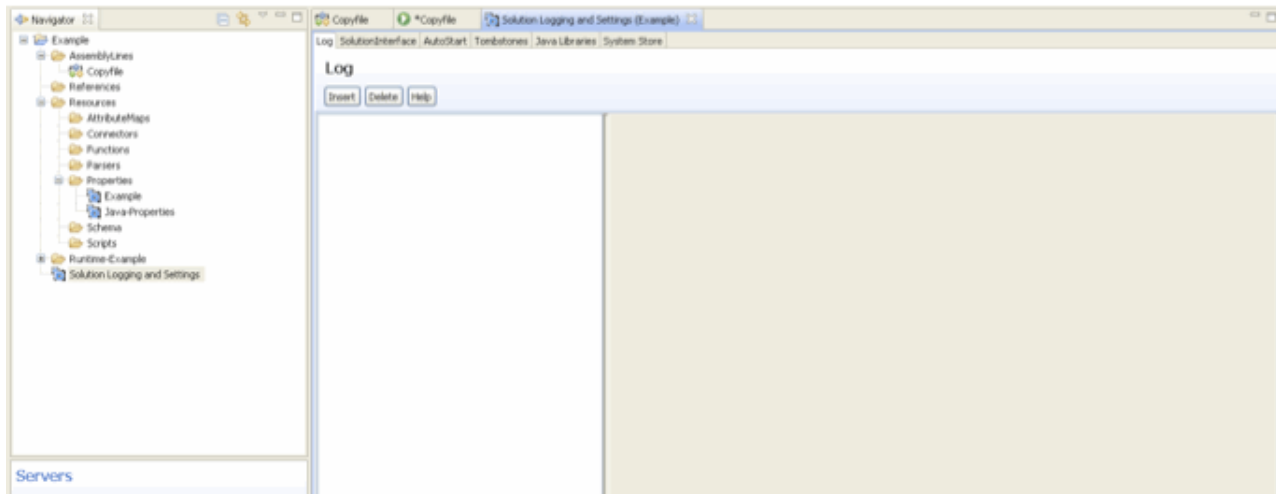 Navigator
Copyfile
*Copyfile
Solution Logging and Settings (Example)
Example
AssemblyLines
Copyfile
References
Resources
AttributeMaps
Connectors
Functions
Parsers
Properties
Example
Java-Properties
Schema
Scripts
Runtime-Example
Solution Logging and Settings
Log SolutionInterface AutoStart Tombstones Java Libraries System Store
Log
Insert Delete Help
Servers